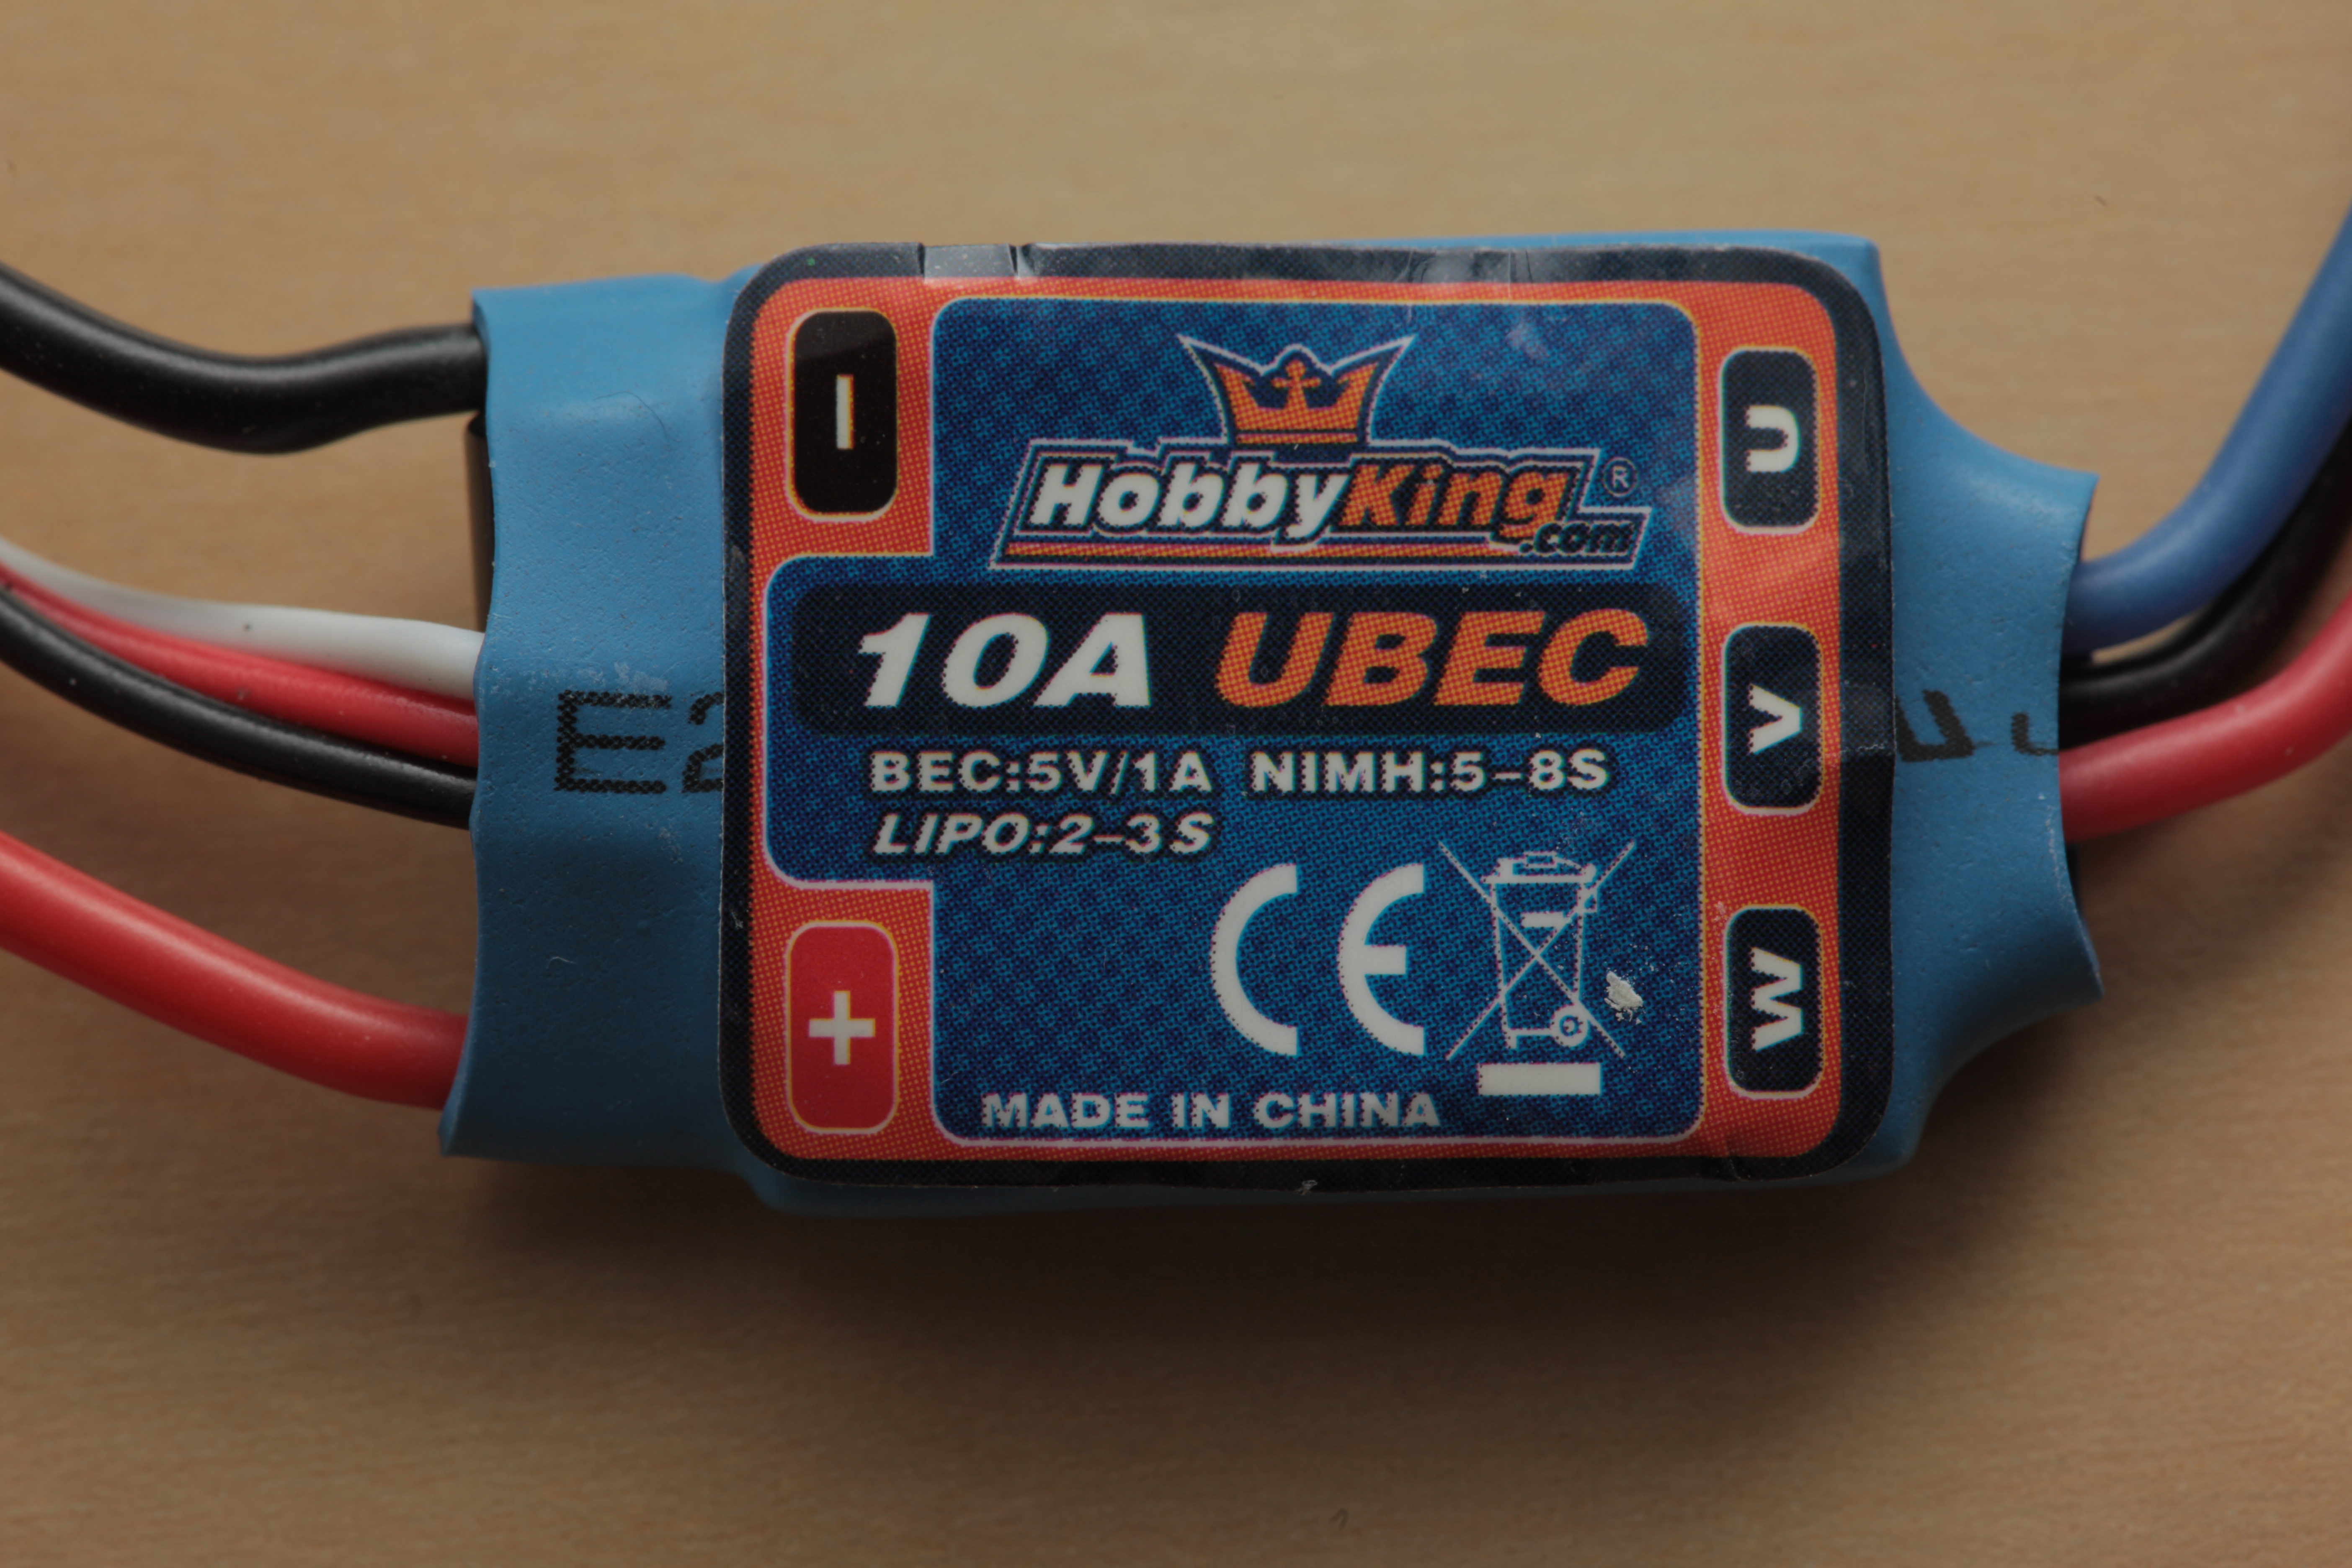 HobbyKing.com®
10A UBEC
BEC:5V/1A NIMH:5-8S
LIPO:2-3S
CE
MADE IN CHINA
-
+
U
V
W